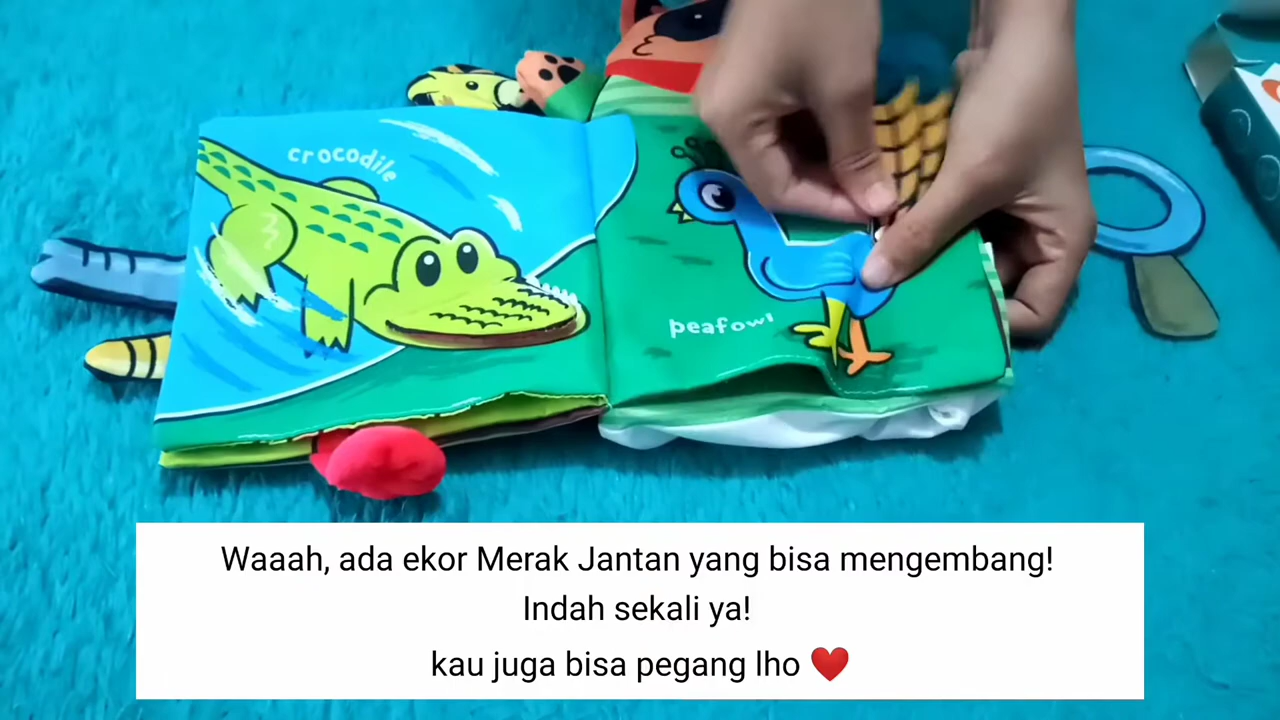 crocodile
peafowl
Waaah, ada ekor Merak Jantan yang bisa mengembang!
Indah sekali ya!
kau juga bisa pegang lho ❤️